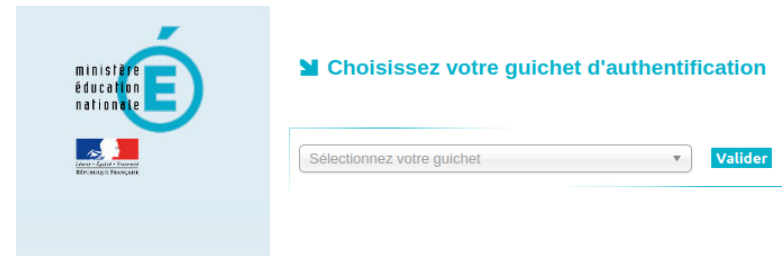 ministère
éducation
nationale
É
Liberté • Égalité • Fraternité
RÉPUBLIQUE FRANÇAISE
Choisissez votre guichet d'authentification
Sélectionnez votre guichet
Valider